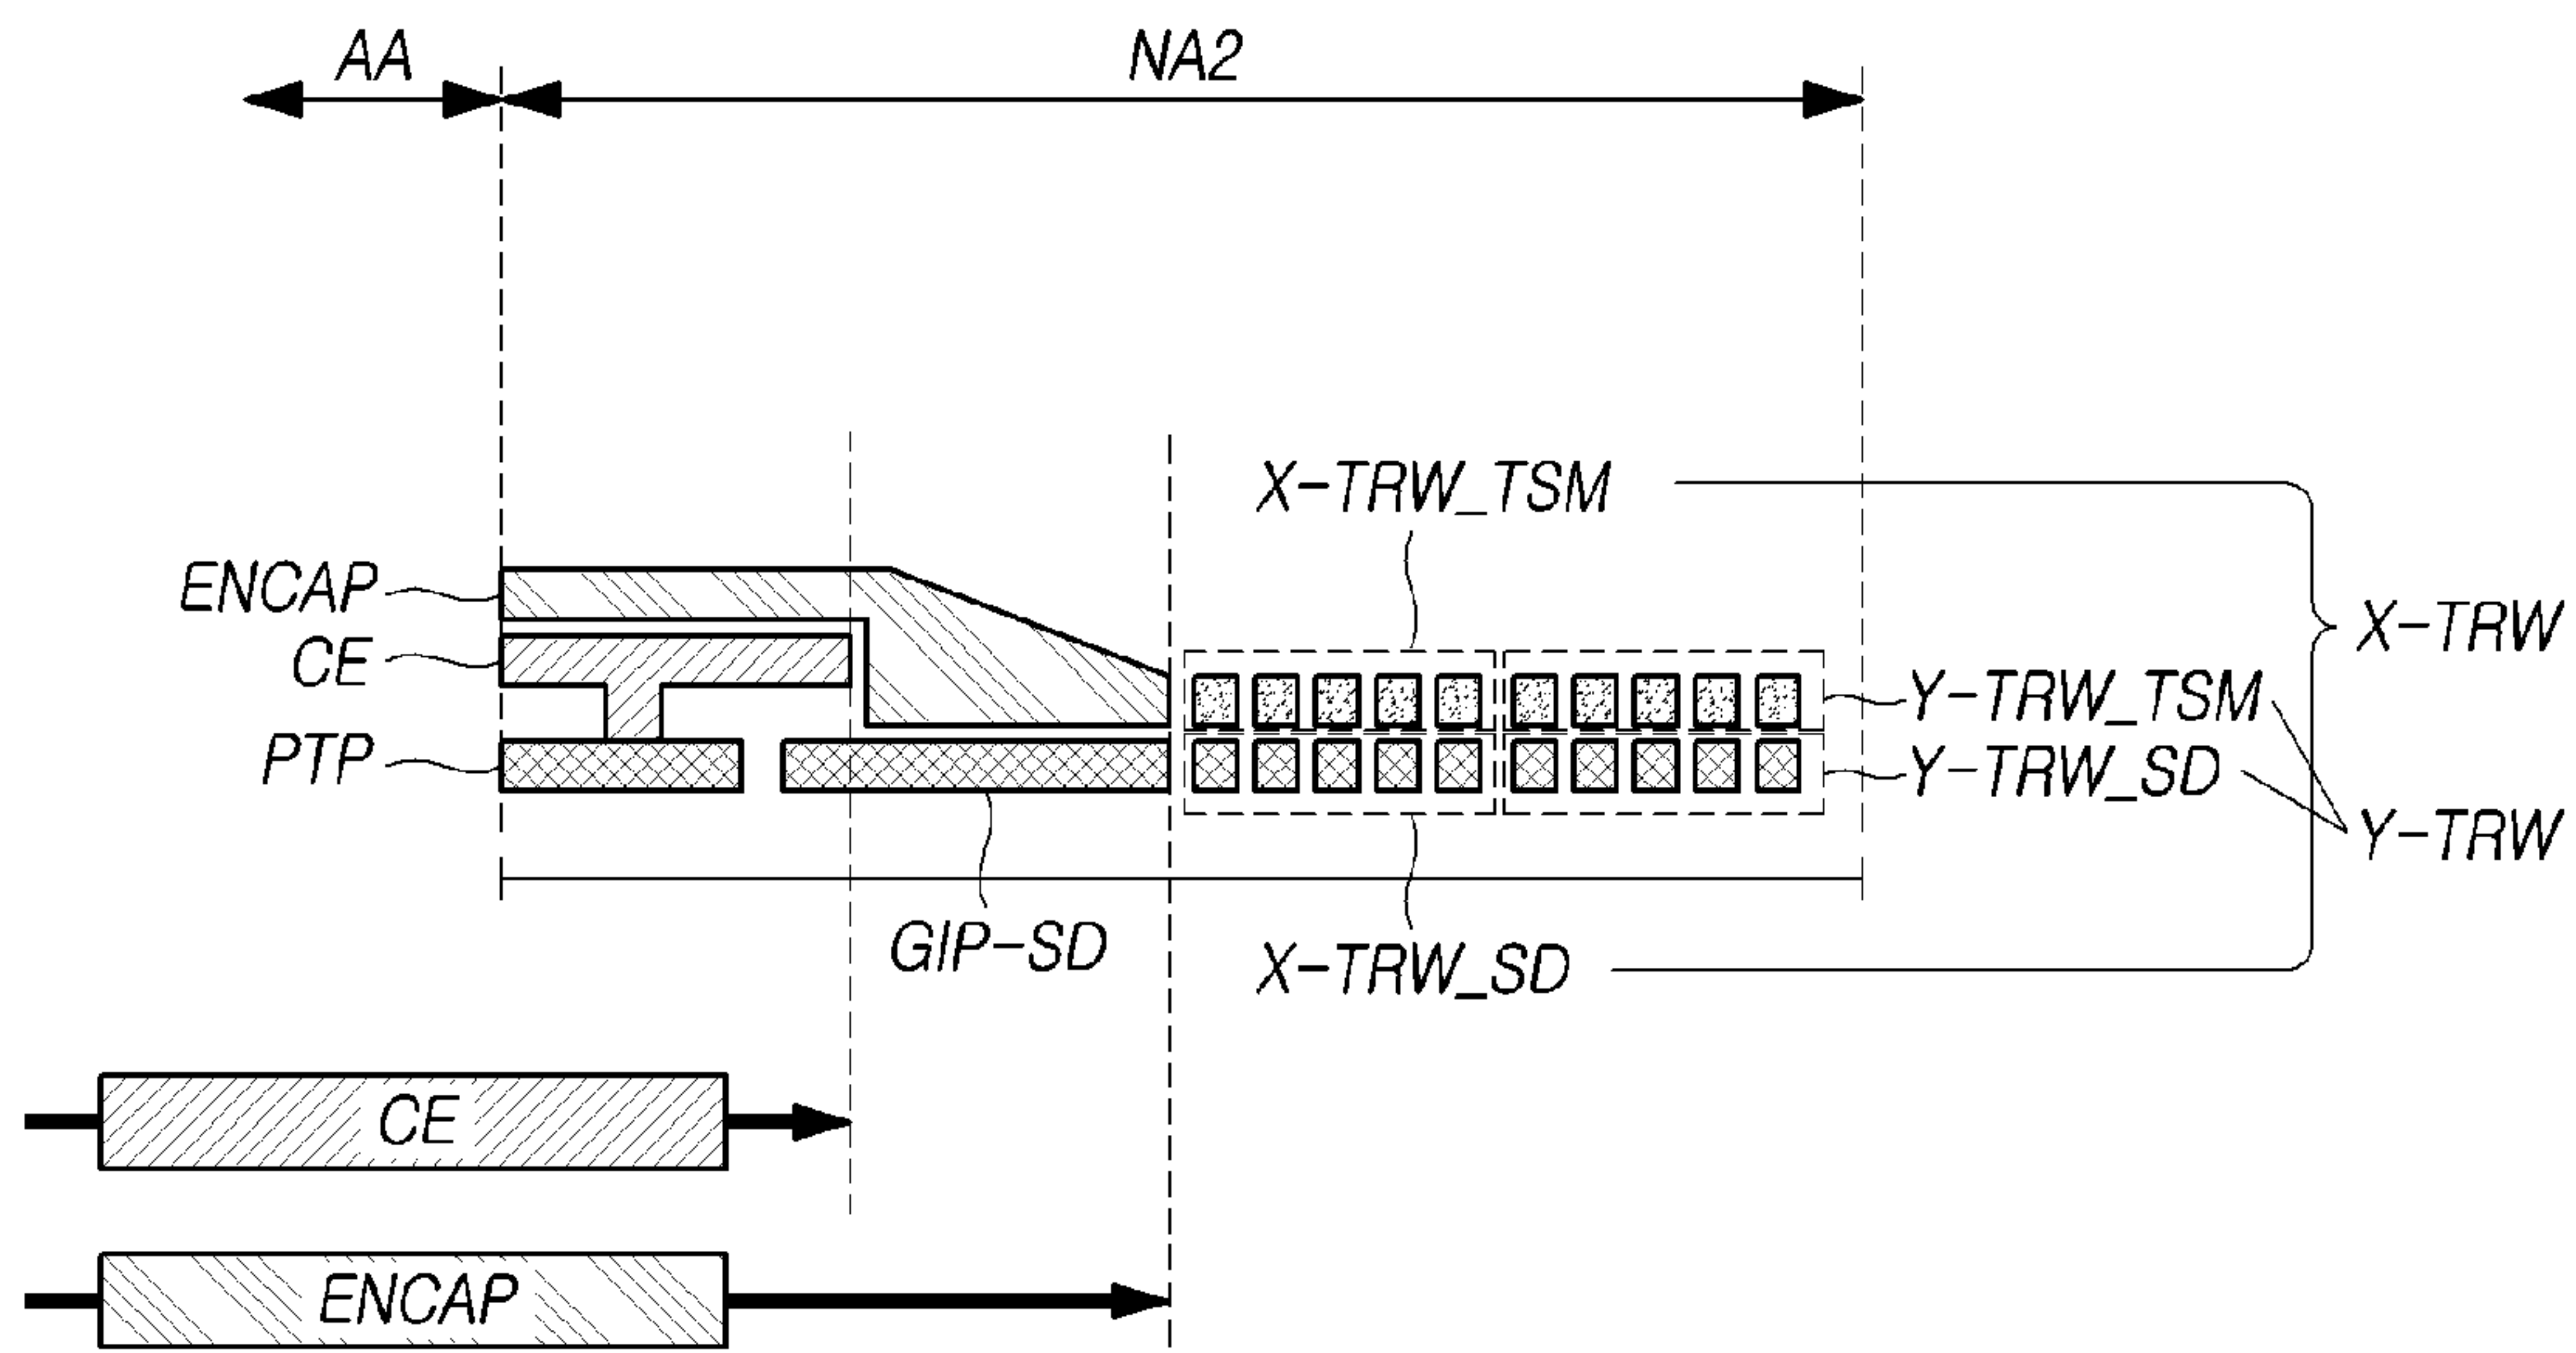 AA
NA2
X-TRW_TSM
ENCAP
CE
X-TRW
Y-TRW_TSM
PTP
Y-TRW_SD
Y-TRW
GIP-SD
X-TRW_SD
CE
ENCAP